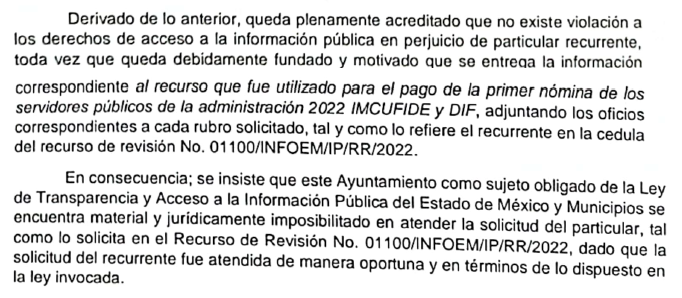 Derivado de lo anterior, queda plenamente acreditado que no existe violación a
los derechos de acceso a la información pública en perjuicio de particular recurrente,
toda vez que queda debidamente fundado y motivado que se entrega la información
correspondiente al recurso que fue utilizado para el pago de la primer nómina de los
servidores públicos de la administración 2022 IMCUFIDE y DIF, adjuntando los oficios
correspondientes a cada rubro solicitado, tal y como lo refiere el recurrente en la cedula
del recurso de revisión No. 01100/INFOEM/IP/RR/2022.
En consecuencia; se insiste que este Ayuntamiento como sujeto obligado de la Ley
de Transparencia y Acceso a la Información Pública del Estado de México y Municipios se
encuentra material y jurídicamente imposibilitado en atender la solicitud del particular, tal
como lo solicita en el Recurso de Revisión No. 01100/INFOEM/IP/RR/2022, dado que la
solicitud del recurrente fue atendida de manera oportuna y en términos de lo dispuesto en
la ley invocada.